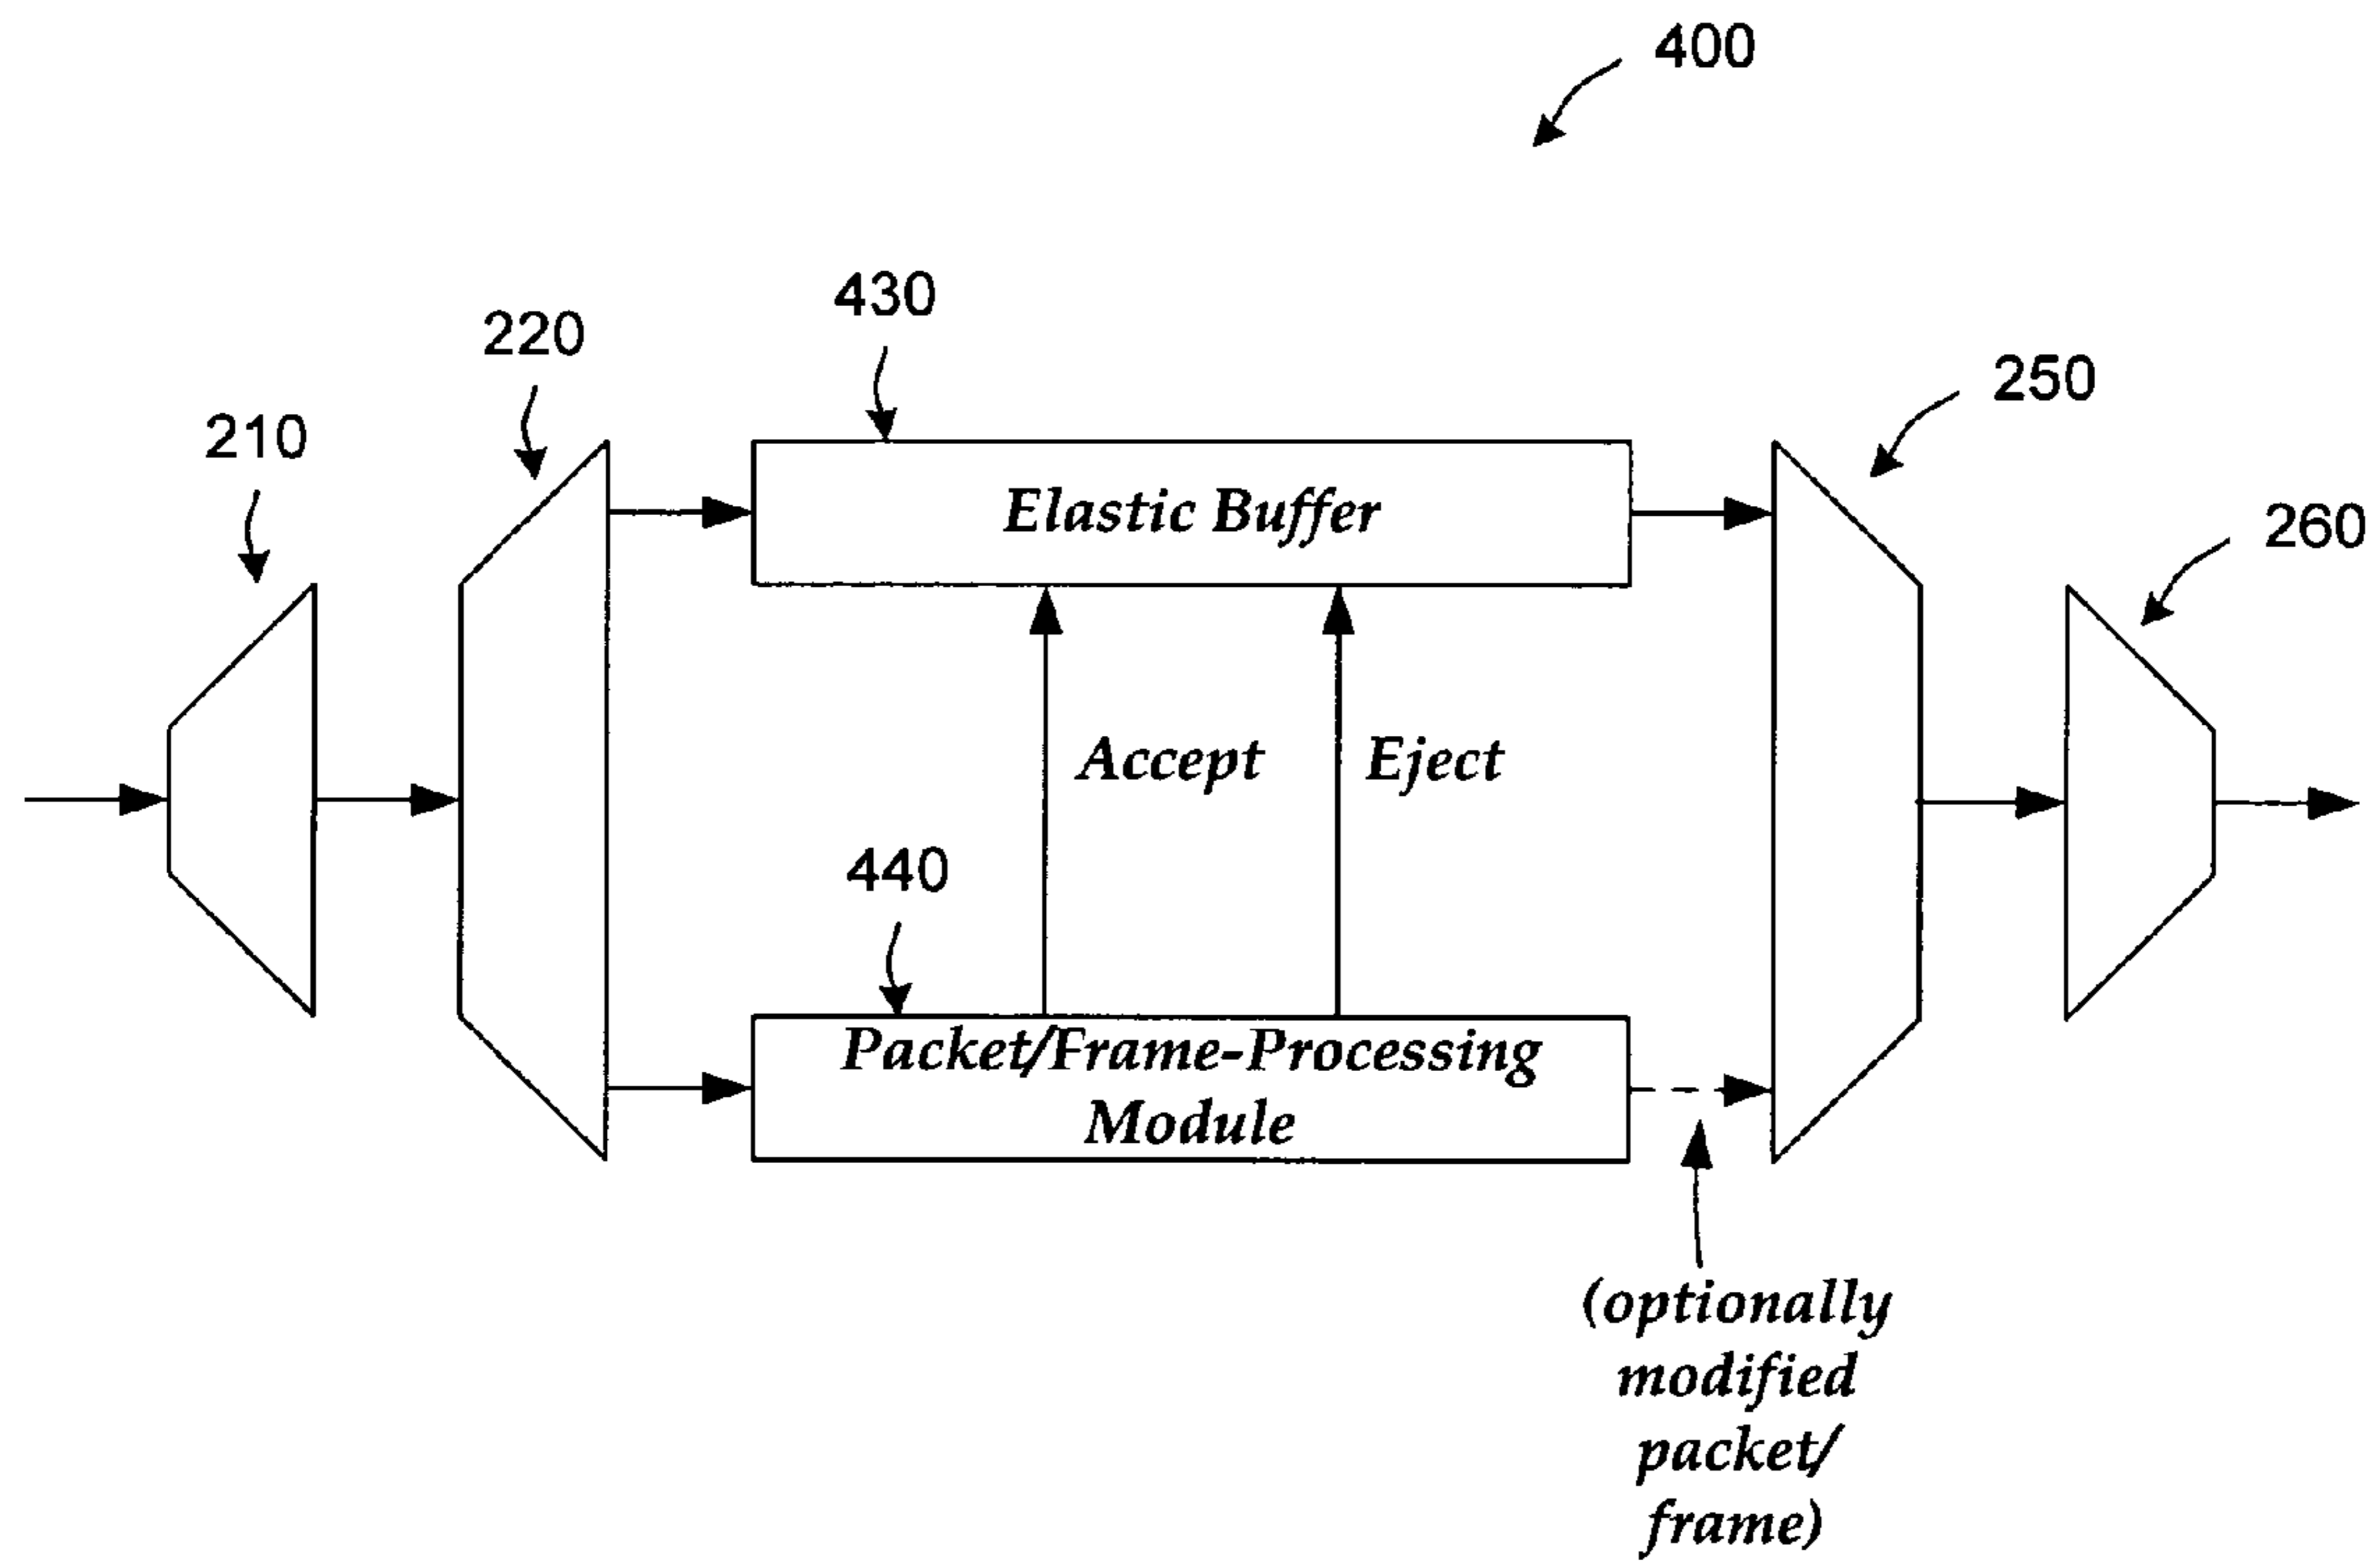 400
430
220
250
210
260
Elastic Buffer
Accept
Eject
440
Packet/Frame-Processing
Module
(optionally
modified
packet/
frame)